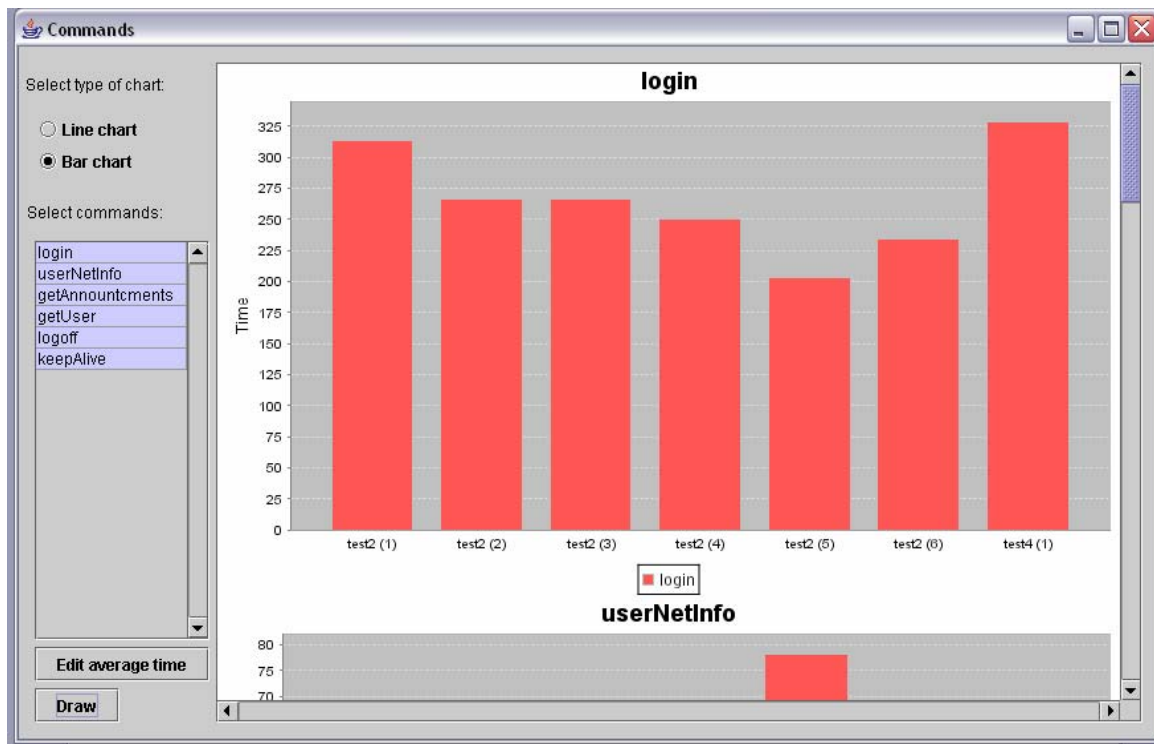 Commands
Select type of chart:
Line chart
Bar chart
Select commands:
login
userNetInfo
getAnnountcments
getUser
logoff
keepAlive
Edit average time
Draw
login
325
300
275
250
225
200
175
150
125
100
75
50
25
0
Time
test2 (1) test2 (2) test2 (3) test2 (4) test2 (5) test2 (6) test4 (1)
login
userNetInfo
80
75
70